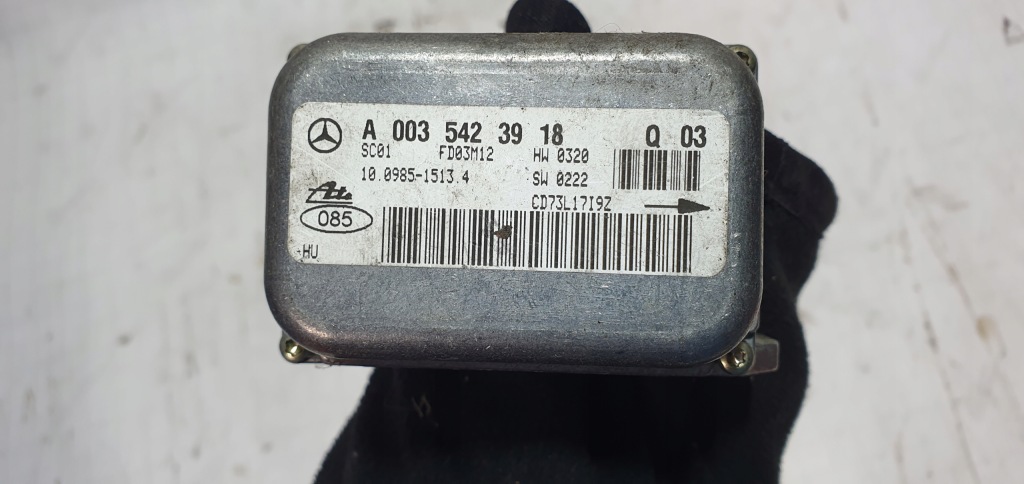 A 003 542 39 18 Q 03
SC01 FD03M12 HW 0320
10.0985-1513.4 SW 0222
Ate CD73L17I9Z
085
HU